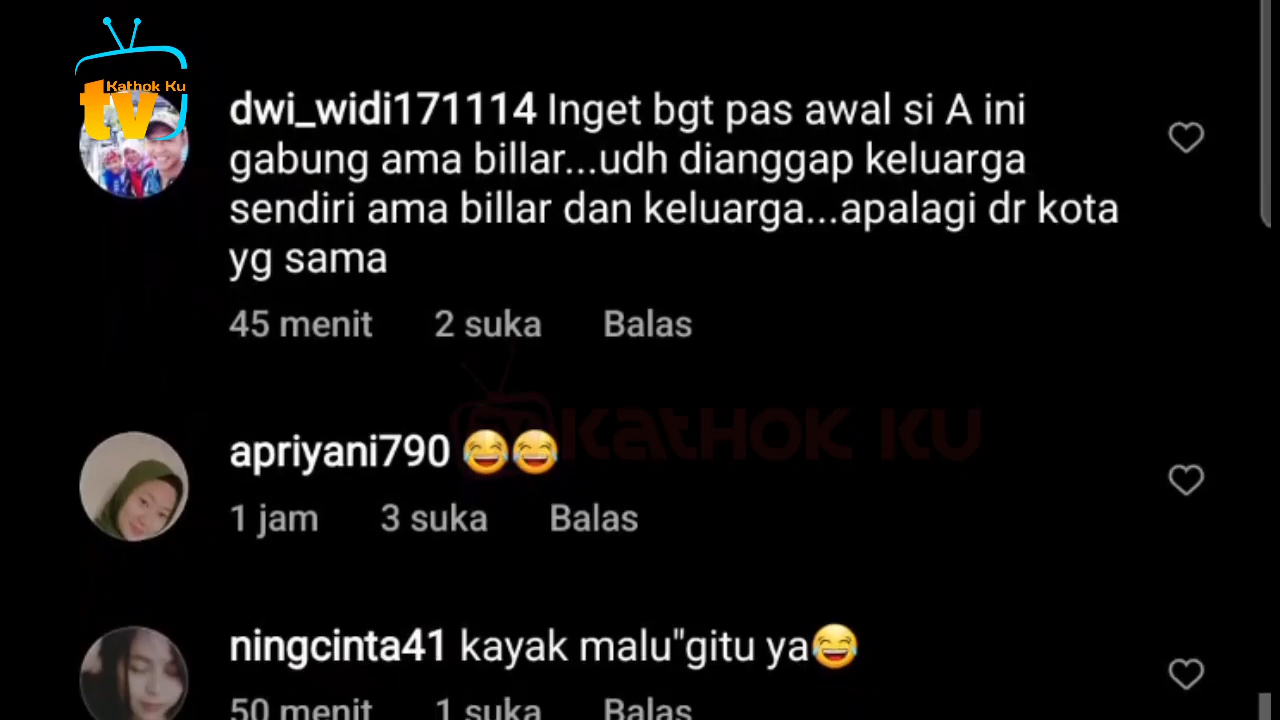 Kathok Ku
tv
dwi_widi171114 Inget bgt pas awal si A ini
gabung ama billar...udh dianggap keluarga
sendiri ama billar dan keluarga...apalagi dr kota
yg sama
45 menit 2 suka Balas
KATHOK KU
apriyani790 😂😂
1 jam 3 suka Balas
ningcinta41 kayak malu"gitu ya😂
50 menit 1 suka Balas